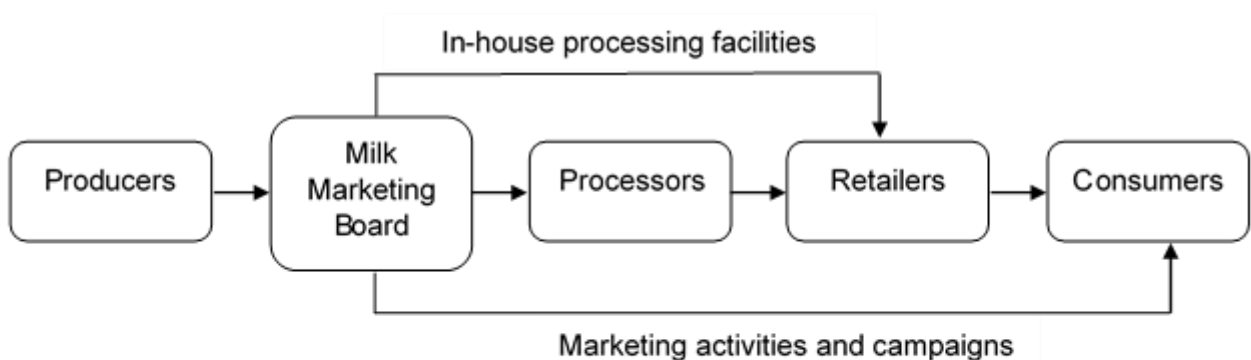 In-house processing facilities
Producers
Milk
Marketing
Board
Processors
Retailers
Consumers
Marketing activities and campaigns